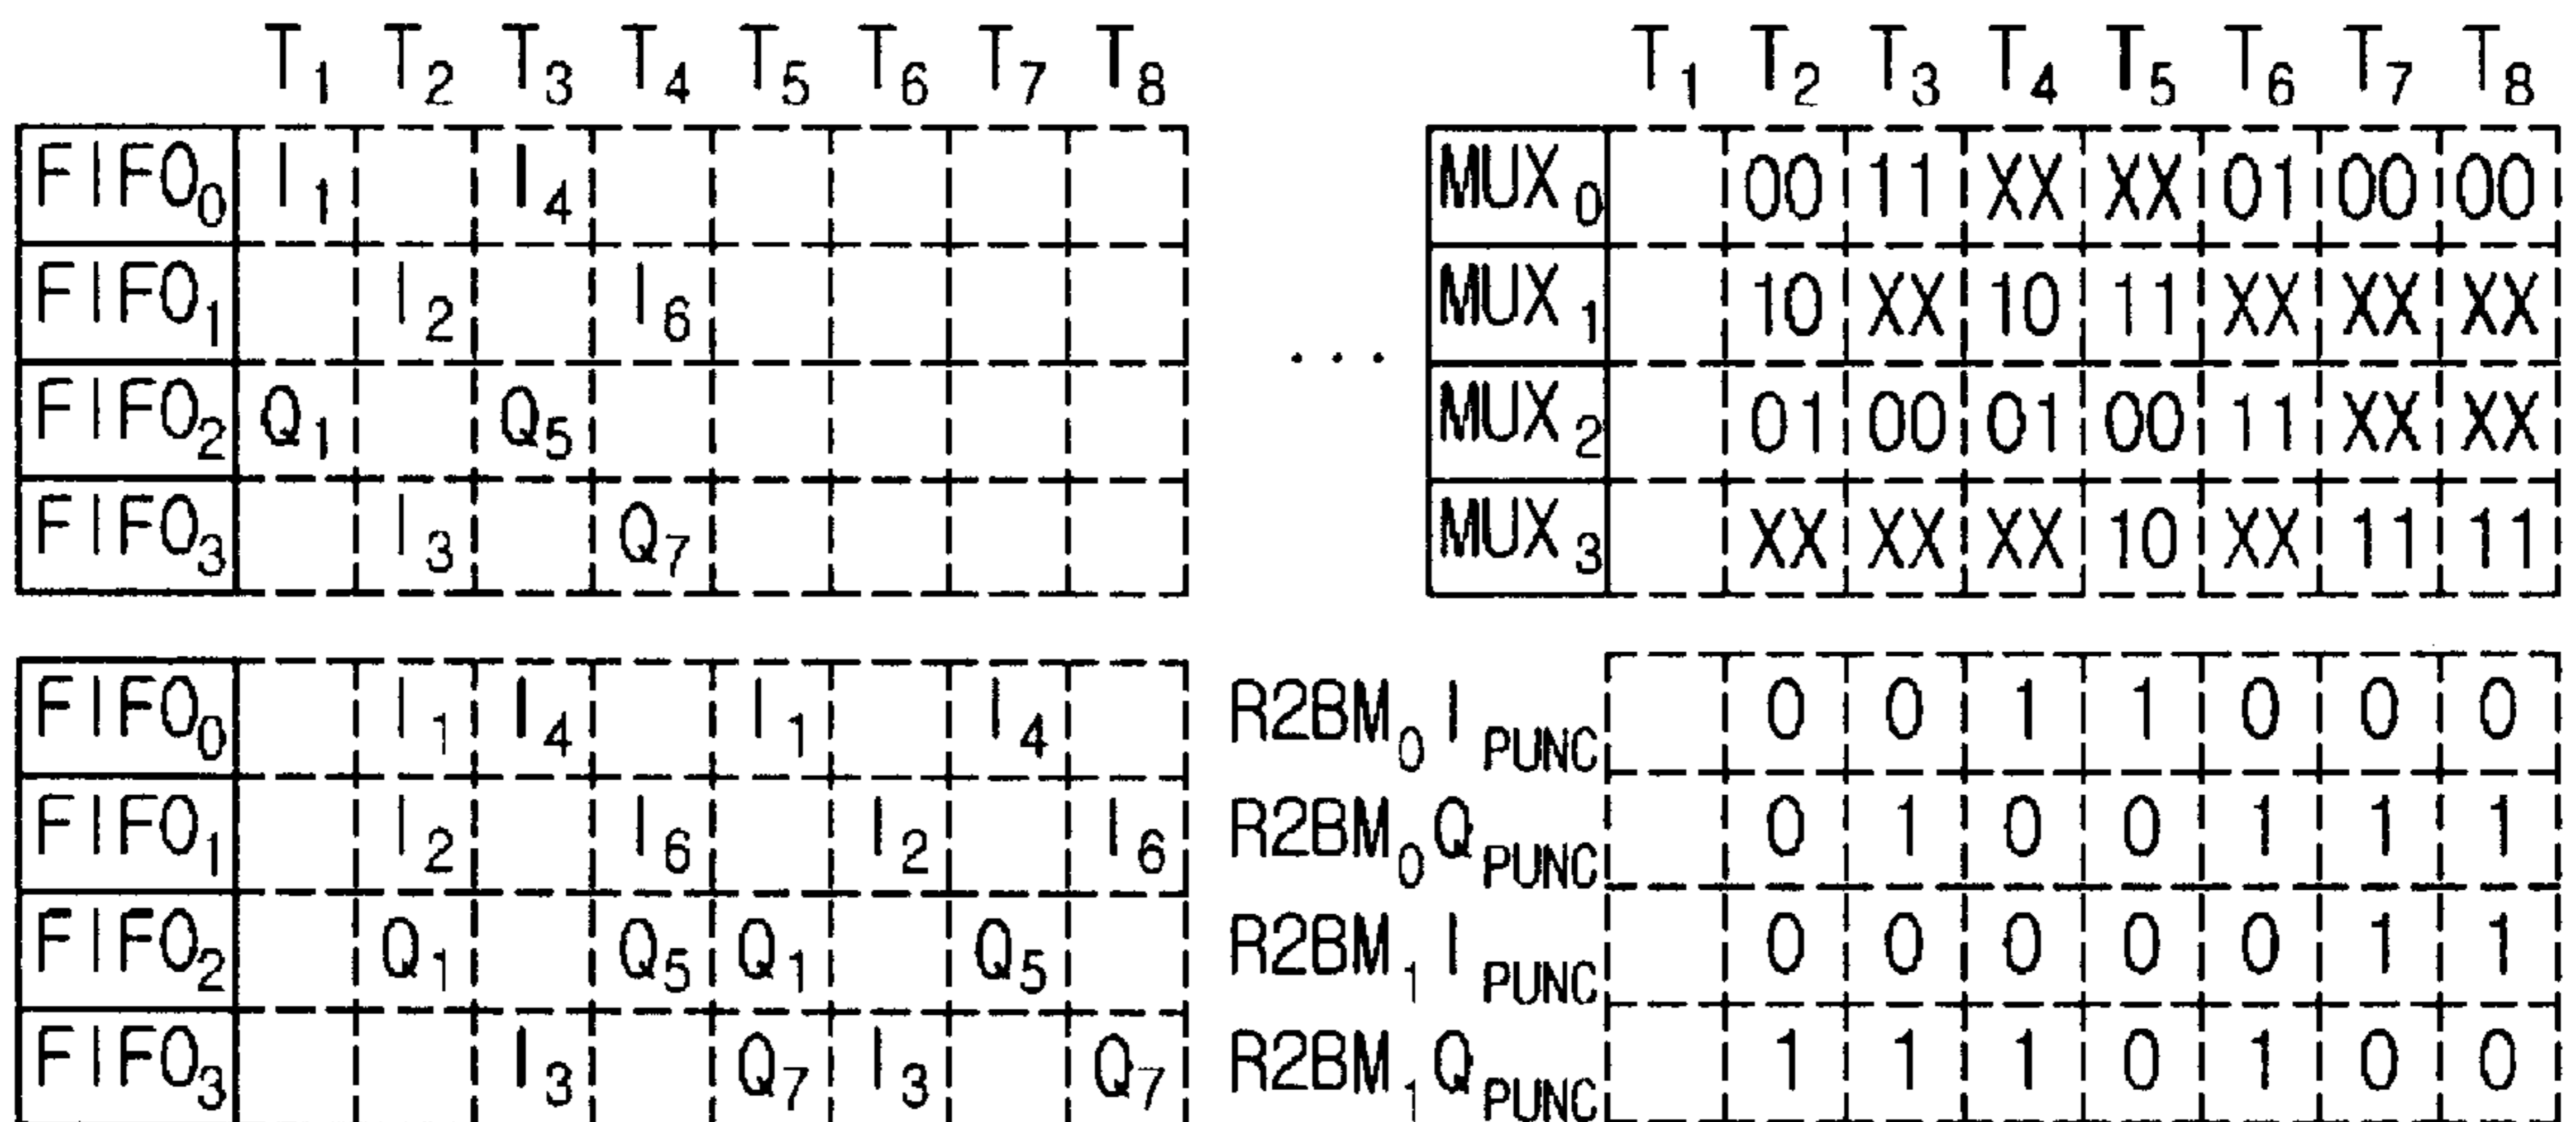 T1 T2 T3 T4 T5 T6 T7 T8 T1 T2 T3 T4 T5 T6 T7 T8
FIFO0 I1 I4 MUX0 00 11 XX XX 01 00 00
FIFO1 I2 I6 ... MUX1 10 XX 10 11 XX XX XX
FIFO2 Q1 Q5 MUX2 01 00 01 00 11 XX XX
FIFO3 I3 Q7 MUX3 XX XX XX 10 XX 11 11
FIFO0 I1 I4 I1 I4 R2BM0 I PUNC 0 0 1 1 0 0 0
FIFO1 I2 I6 I2 I6 R2BM0 Q PUNC 0 1 0 0 1 1 1
FIFO2 Q1 Q5 Q1 Q5 R2BM1 I PUNC 0 0 0 0 0 1 1
FIFO3 I3 Q7 I3 Q7 R2BM1 Q PUNC 1 1 1 0 1 0 0